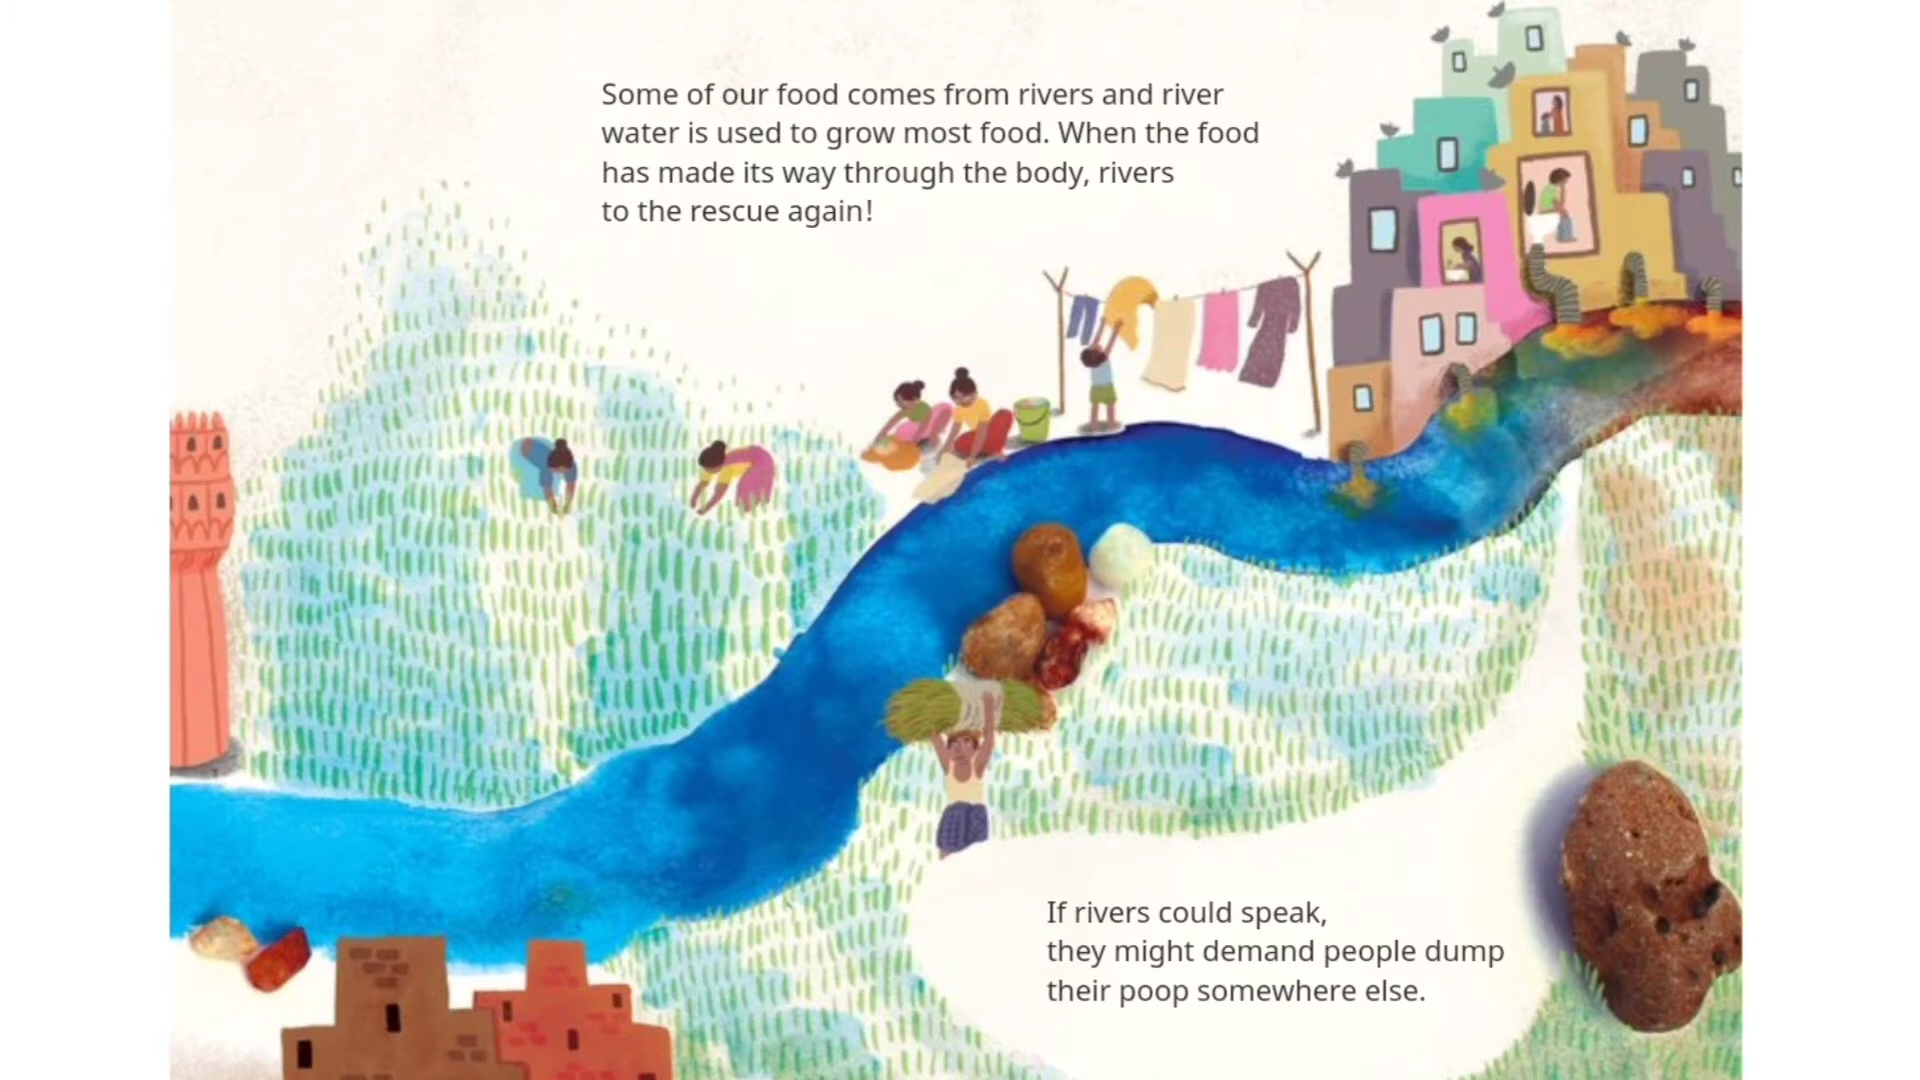 Some of our food comes from rivers and river
water is used to grow most food. When the food
has made its way through the body, rivers
to the rescue again!
If rivers could speak,
they might demand people dump
their poop somewhere else.